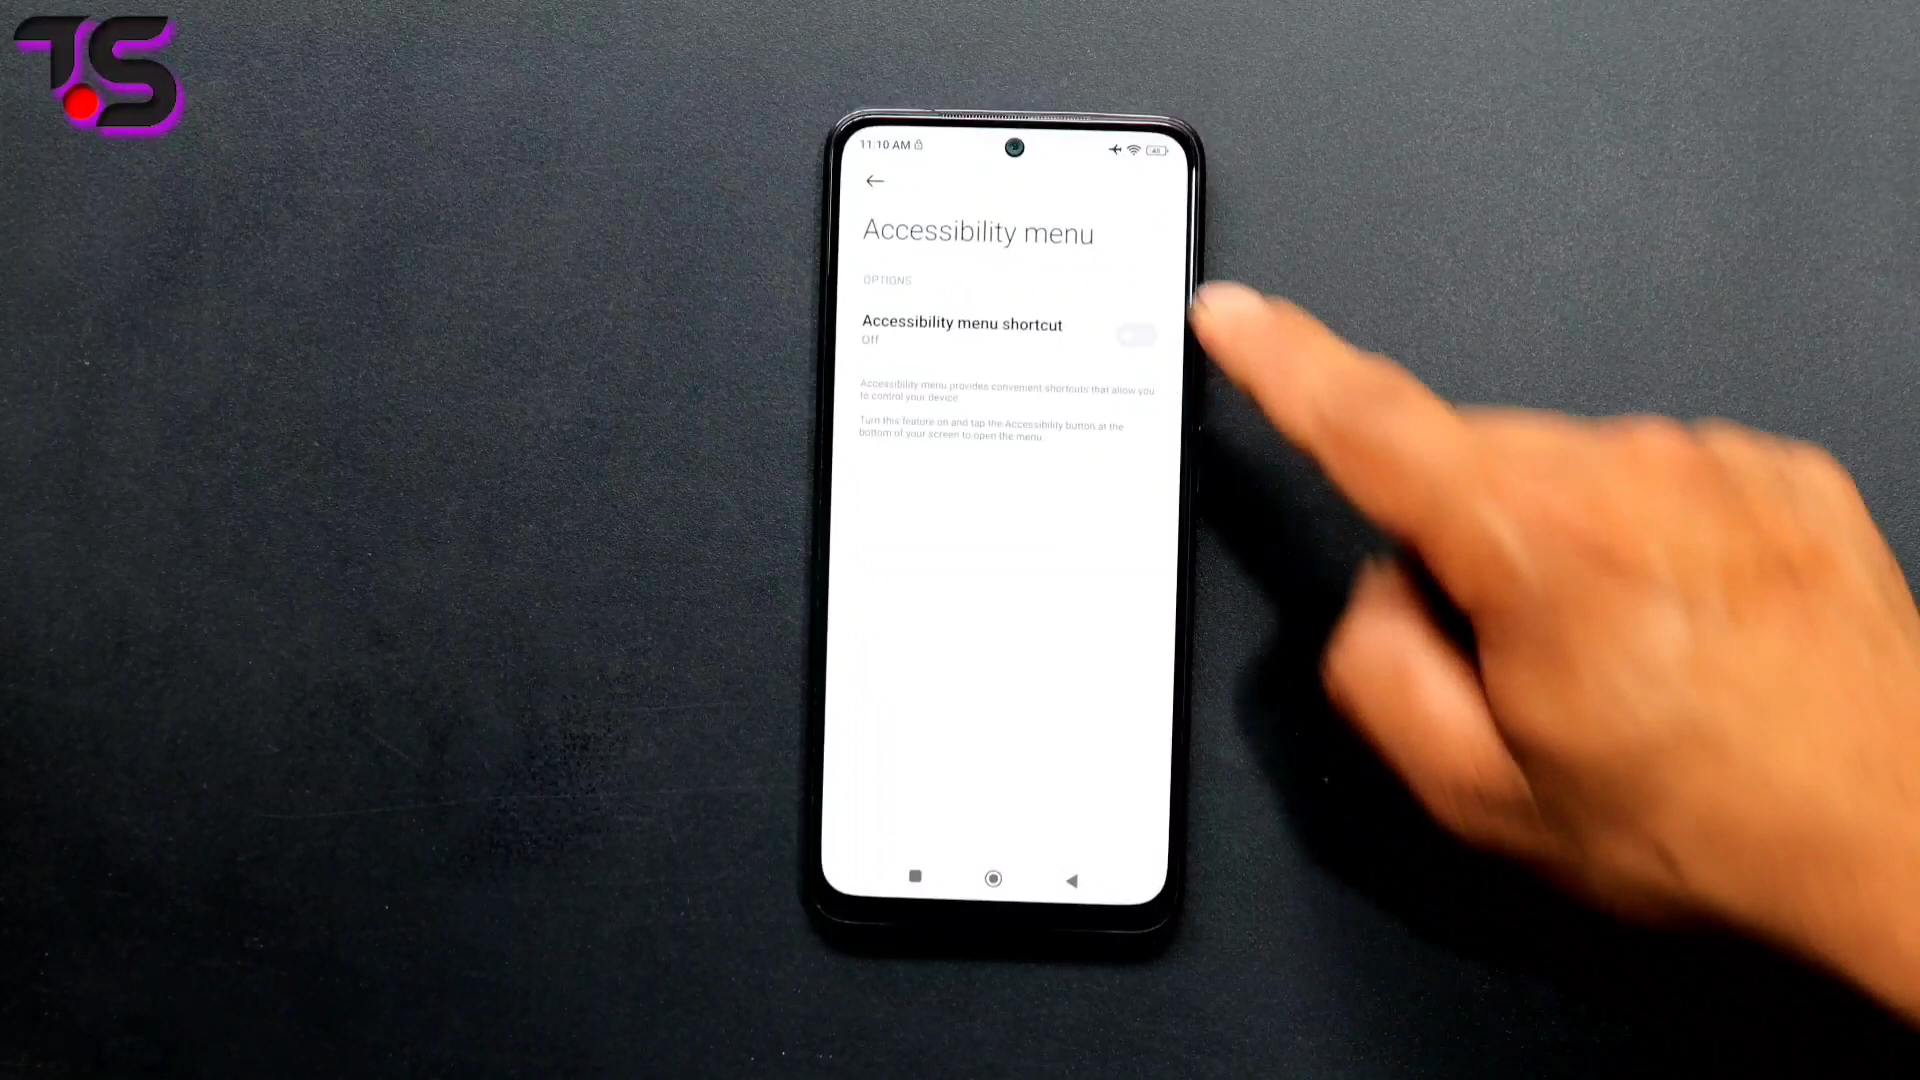 TS
11:10 AM
48
Accessibility menu
OPTIONS
Accessibility menu shortcut
Off
Accessibility menu provides convenient shortcuts that allow you
to control your device.
Turn this feature on and tap the Accessibility button at the
bottom of your screen to open the menu.